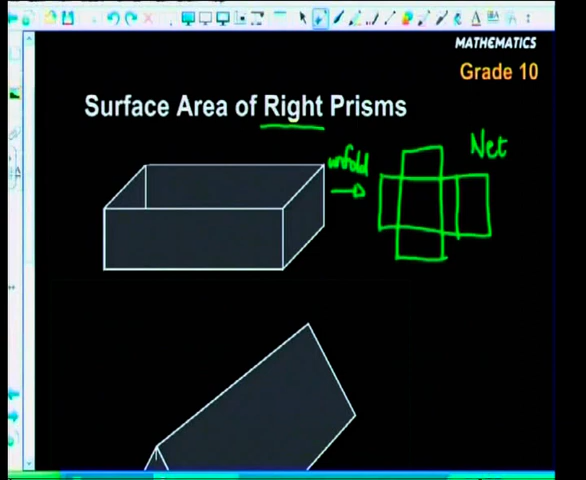 MATHEMATICS
Grade 10
Surface Area of Right Prisms
unfold
Net